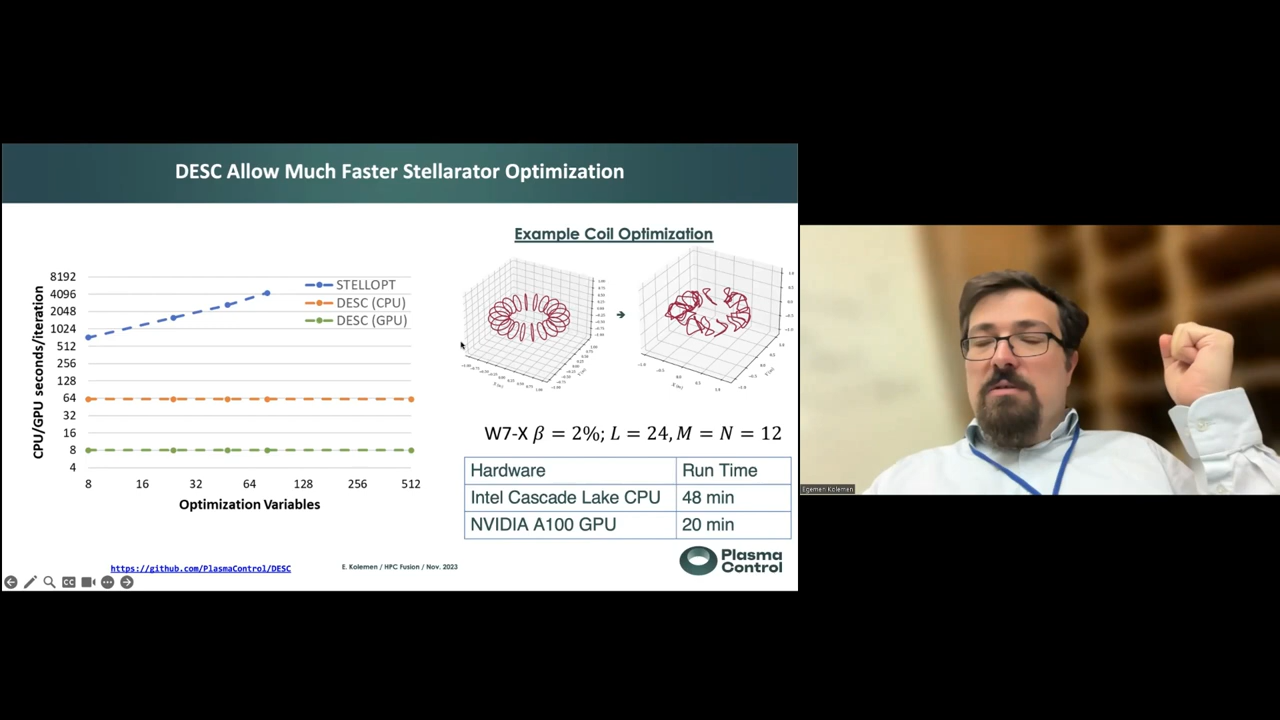 DESC Allow Much Faster Stellarator Optimization
Example Coil Optimization
CPU/GPU seconds/iteration
8192
4096
2048
1024
512
256
128
64
32
16
8
4
8 16 32 64 128 256 512
Optimization Variables
STELLOPT
DESC (CPU)
DESC (GPU)
W7-X β = 2%; L = 24, M = N = 12
Hardware Run Time
Intel Cascade Lake CPU 48 min
NVIDIA A100 GPU 20 min
https://github.com/PlasmaControl/DESC
E. Kolemen / HPC Fusion / Nov. 2023
Plasma
Control
Egemen Kolemen